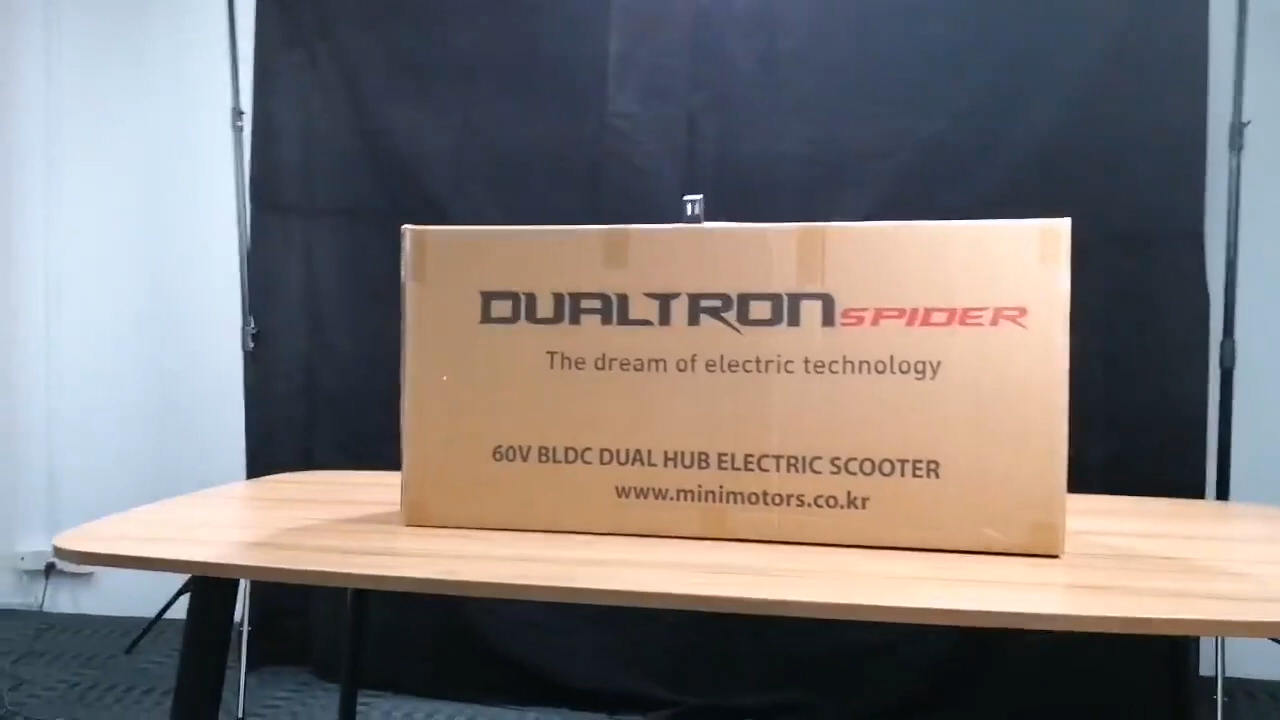 DUALTRON SPIDER
The dream of electric technology
60V BLDC DUAL HUB ELECTRIC SCOOTER
www.minimotors.co.kr